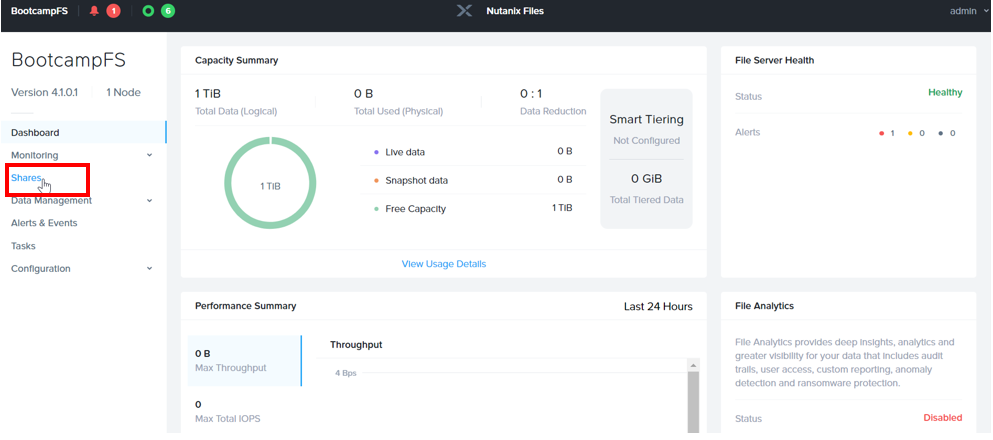 BootcampFS 1 6 Nutanix Files admin
BootcampFS
Version 4.1.0.1 1 Node
Dashboard
Monitoring
Shares
Data Management
Alerts & Events
Tasks
Configuration
Capacity Summary
1 TiB
Total Data (Logical)
0 B
Total Used (Physical)
0 : 1
Data Reduction
1 TiB
Live data 0 B
Snapshot data 0 B
Free Capacity 1 TiB
Smart Tiering
Not Configured
0 GiB
Total Tiered Data
View Usage Details
File Server Health
Status Healthy
Alerts 1 0 0
Performance Summary Last 24 Hours
0 B
Max Throughput
0
Max Total IOPS
Throughput
4 Bps
File Analytics
File Analytics provides deep insights, analytics and
greater visibility for your data that includes audit
trails, user access, custom reporting, anomaly
detection and ransomware protection.
Status Disabled